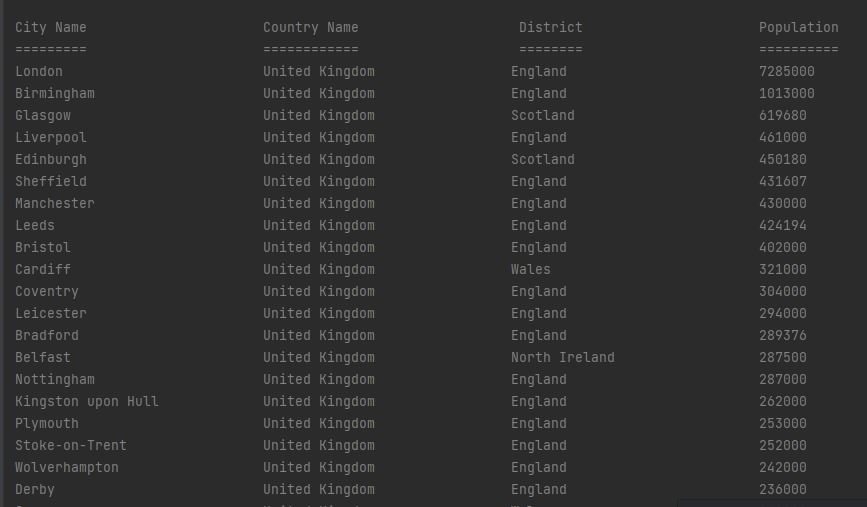 City Name Country Name District Population
========= ============ ======== ==========
London United Kingdom England 7285000
Birmingham United Kingdom England 1013000
Glasgow United Kingdom Scotland 619680
Liverpool United Kingdom England 461000
Edinburgh United Kingdom Scotland 450180
Sheffield United Kingdom England 431607
Manchester United Kingdom England 430000
Leeds United Kingdom England 424194
Bristol United Kingdom England 402000
Cardiff United Kingdom Wales 321000
Coventry United Kingdom England 304000
Leicester United Kingdom England 294000
Bradford United Kingdom England 289376
Belfast United Kingdom North Ireland 287500
Nottingham United Kingdom England 287000
Kingston upon Hull United Kingdom England 262000
Plymouth United Kingdom England 253000
Stoke-on-Trent United Kingdom England 252000
Wolverhampton United Kingdom England 242000
Derby United Kingdom England 236000